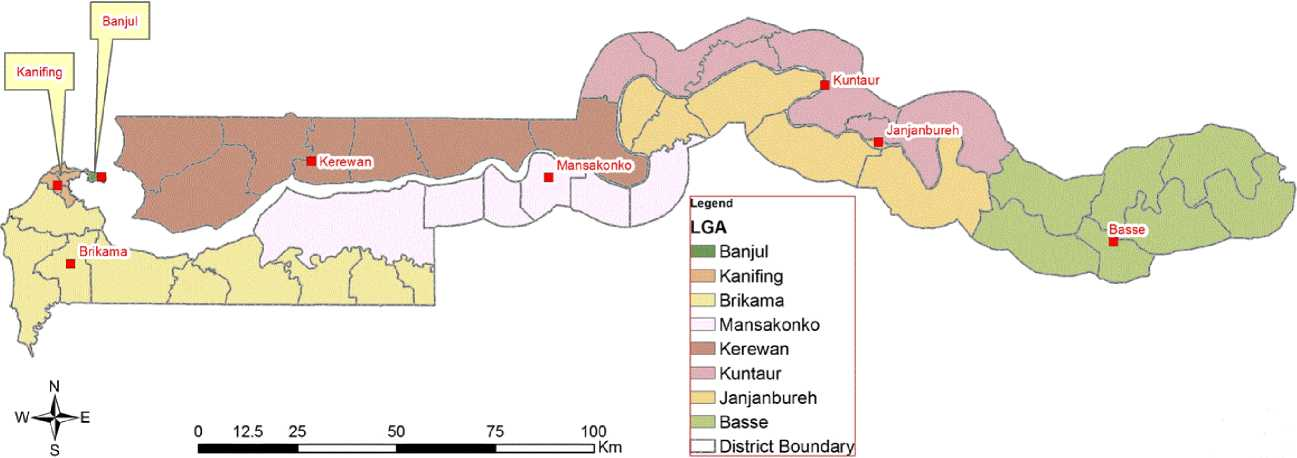 Banjul
Kanifing
Kuntaur
Janjanbureh
Kerewan
Mansakonko
Brikama
Basse
Legend
LGA
Banjul
Kanifing
Brikama
Mansakonko
Kerewan
Kuntaur
Janjanbureh
Basse
District Boundary
N
W E
S
0 12.5 25 50 75 100
Km